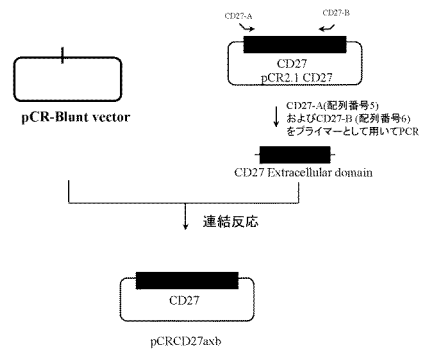 CD27-A
CD27-B
CD27
pCR2.1 CD27
pCR-Blunt vector
CD27-A(配列番号5)
およびCD27-B (配列番号6)
をプライマーとして用いてPCR
CD27 Extracellular domain
連結反応
CD27
pCRCD27axb